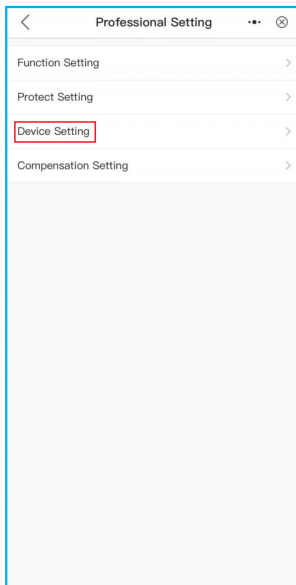 Professional Setting
Function Setting
Protect Setting
Device Setting
Compensation Setting